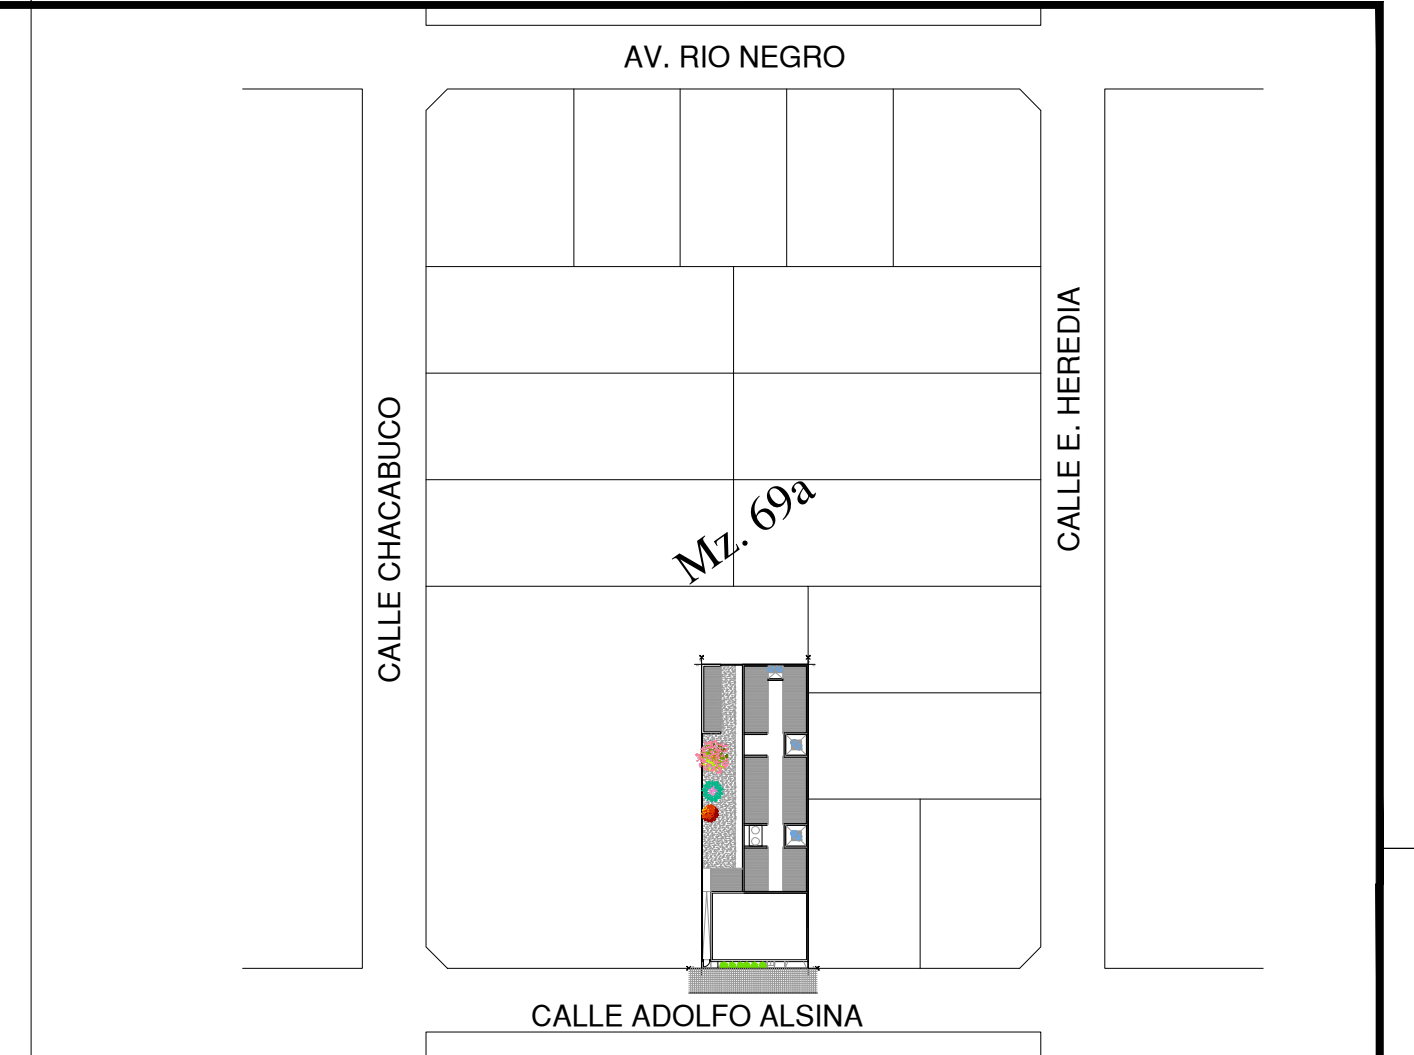 AV. RIO NEGRO
CALLE CHACABUCO
CALLE E. HEREDIA
Mz. 69a
CALLE ADOLFO ALSINA